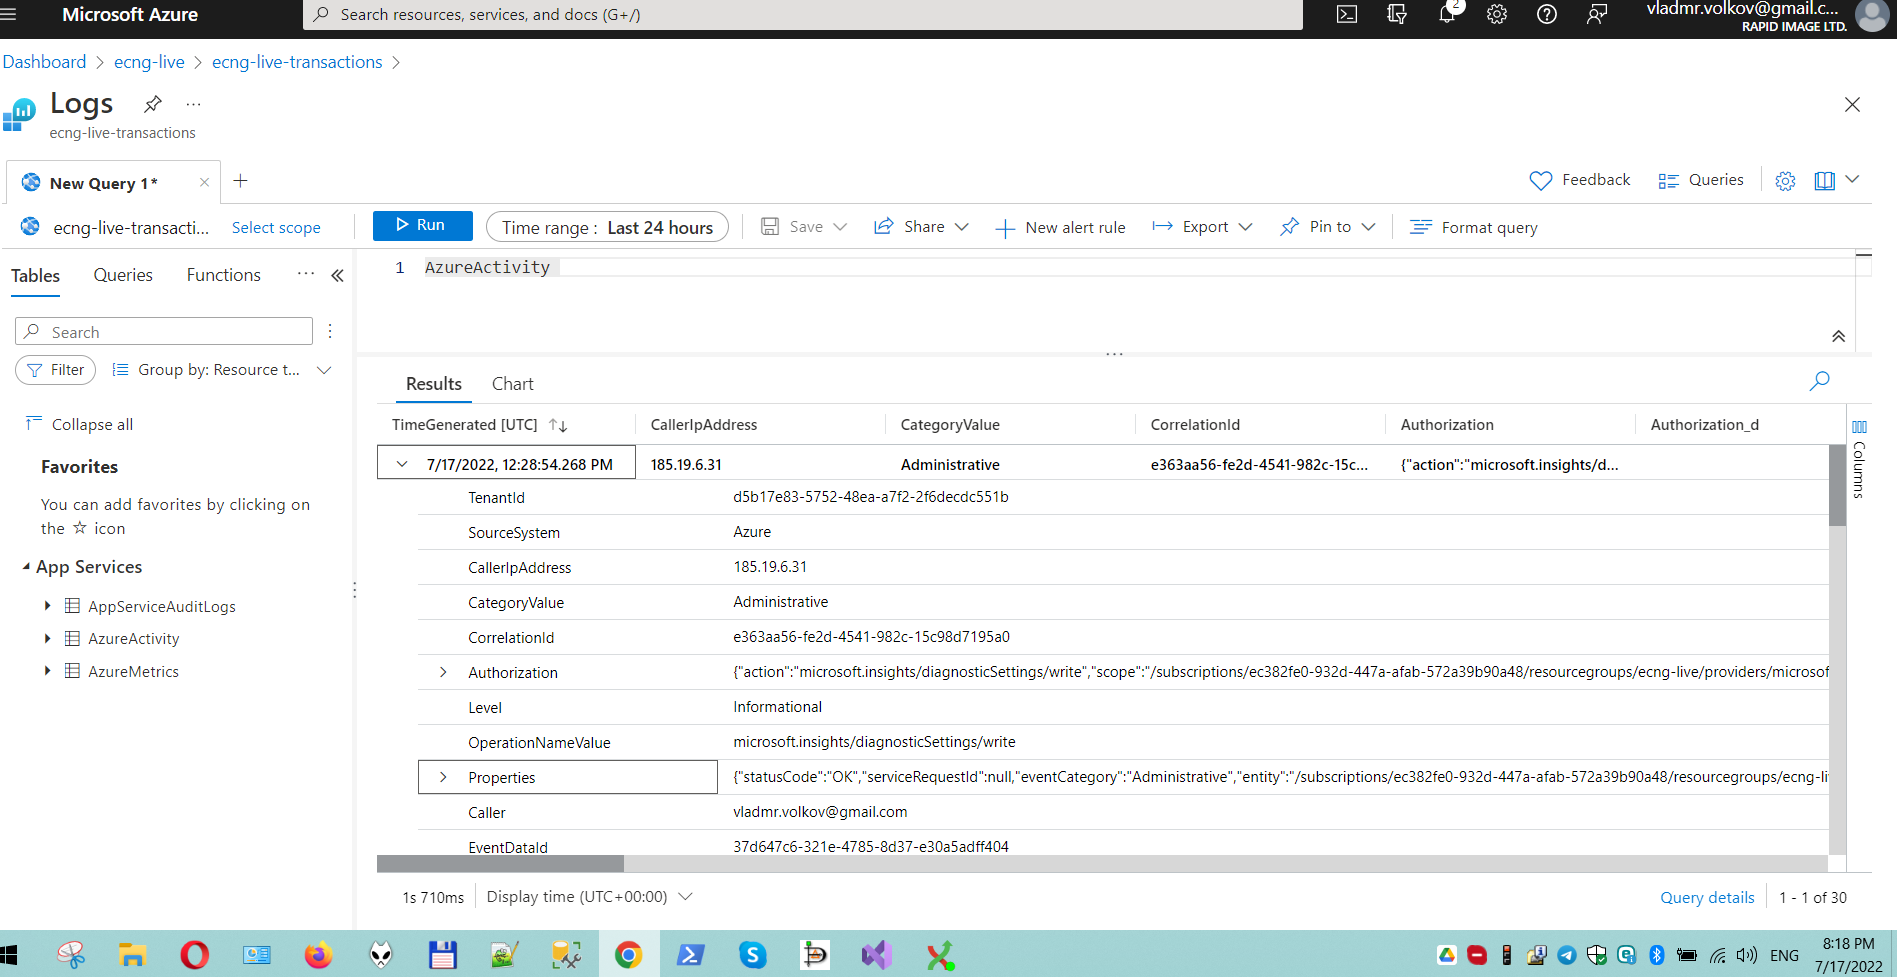 Microsoft Azure
Search resources, services, and docs (G+/)
2
vladmr.volkov@gmail.c...
RAPID IMAGE LTD.
Dashboard > ecng-live > ecng-live-transactions >
Logs
...
ecng-live-transactions
New Query 1*
Feedback
Queries
ecng-live-transacti...
Select scope
Run
Time range : Last 24 hours
Save
Share
New alert rule
Export
Pin to
Format query
Tables
Queries
Functions
...
1 AzureActivity
Search
Filter
Group by: Resource t...
Collapse all
Favorites
You can add favorites by clicking on
the ☆ icon
App Services
AppServiceAuditLogs
AzureActivity
AzureMetrics
Results
Chart
TimeGenerated [UTC] CallerIpAddress CategoryValue CorrelationId Authorization Authorization_d
7/17/2022, 12:28:54.268 PM 185.19.6.31 Administrative e363aa56-fe2d-4541-982c-15c... {"action":"microsoft.insights/d...
TenantId d5b17e83-5752-48ea-a7f2-2f6decdc551b
SourceSystem Azure
CallerIpAddress 185.19.6.31
CategoryValue Administrative
CorrelationId e363aa56-fe2d-4541-982c-15c98d7195a0
Authorization {"action":"microsoft.insights/diagnosticSettings/write","scope":"/subscriptions/ec382fe0-932d-447a-afab-572a39b90a48/resourcegroups/ecng-live/providers/microsof
Level Informational
OperationNameValue microsoft.insights/diagnosticSettings/write
Properties {"statusCode":"OK","serviceRequestId":null,"eventCategory":"Administrative","entity":"/subscriptions/ec382fe0-932d-447a-afab-572a39b90a48/resourcegroups/ecng-li
Caller vladmr.volkov@gmail.com
EventDataId 37d647c6-321e-4785-8d37-e30a5adff404
Columns
1s 710ms
Display time (UTC+00:00)
Query details
1 - 1 of 30
ENG
8:18 PM
7/17/2022